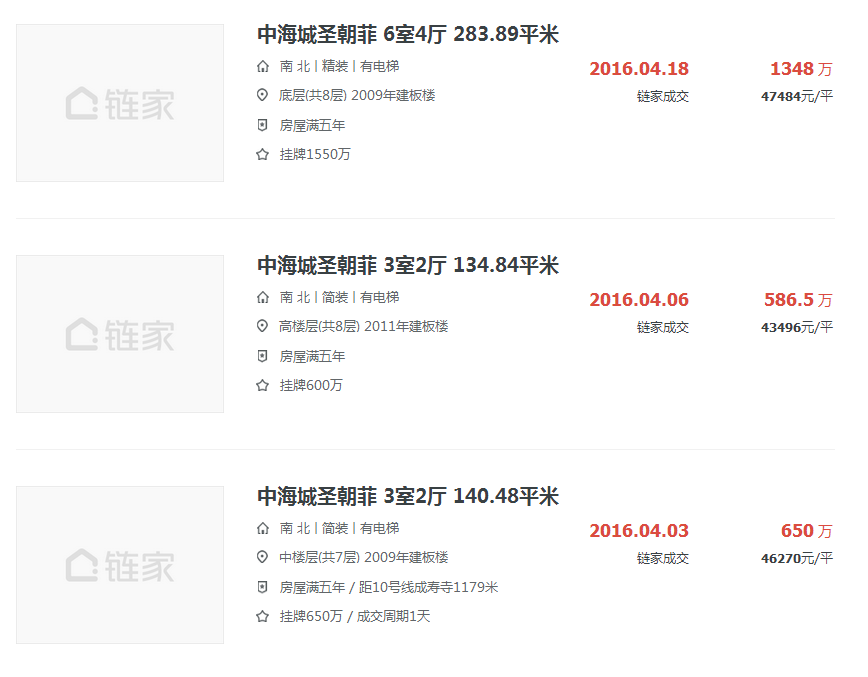 链家
中海城圣朝菲 6室4厅 283.89平米
南 北 | 精装 | 有电梯
2016.04.18
1348 万
底层(共8层) 2009年建板楼
链家成交
47484元/平
房屋满五年
挂牌1550万
链家
中海城圣朝菲 3室2厅 134.84平米
南 北 | 简装 | 有电梯
2016.04.06
586.5 万
高楼层(共8层) 2011年建板楼
链家成交
43496元/平
房屋满五年
挂牌600万
链家
中海城圣朝菲 3室2厅 140.48平米
南 北 | 简装 | 有电梯
2016.04.03
650 万
中楼层(共7层) 2009年建板楼
链家成交
46270元/平
房屋满五年 / 距10号线成寿寺1179米
挂牌650万 / 成交周期1天